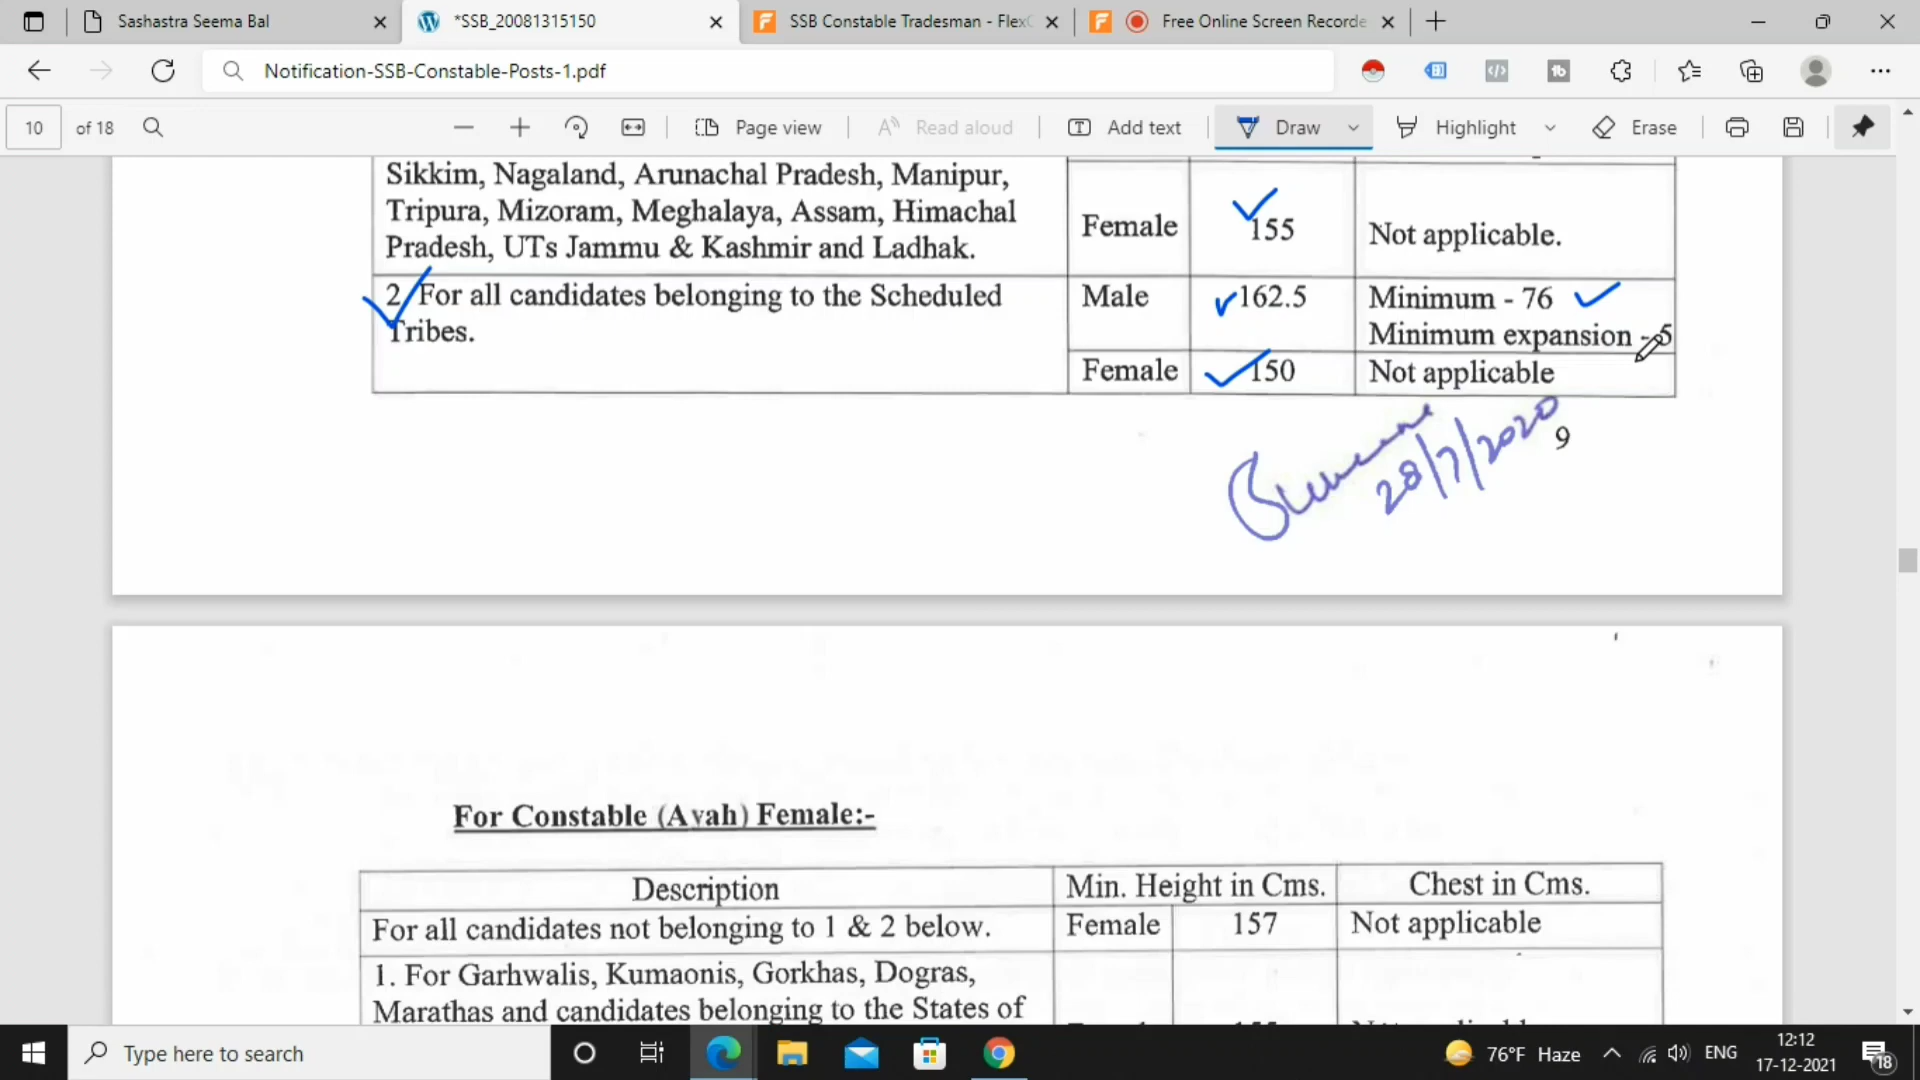 Sashastra Seema Bal
*SSB_20081315150
SSB Constable Tradesman - Flex
Free Online Screen Recorde
Notification-SSB-Constable-Posts-1.pdf
10 of 18
Page view
Read aloud
Add text
Draw
Highlight
Erase
Sikkim, Nagaland, Arunachal Pradesh, Manipur,
Tripura, Mizoram, Meghalaya, Assam, Himachal
Pradesh, UTs Jammu & Kashmir and Ladhak.
Female 155 Not applicable.
2. For all candidates belonging to the Scheduled
Tribes.
Male 162.5 Minimum - 76
Minimum expansion - 5
Female 150 Not applicable
28/7/2020
9
For Constable (Ayah) Female:-
Description Min. Height in Cms. Chest in Cms.
For all candidates not belonging to 1 & 2 below. Female 157 Not applicable
1. For Garhwalis, Kumaonis, Gorkhas, Dogras,
Marathas and candidates belonging to the States of
Type here to search
76°F Haze
ENG
12:12
17-12-2021
18